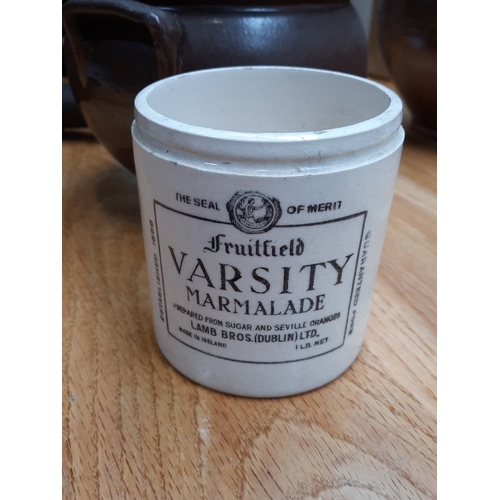 THE SEAL OF MERIT
Fruitfield
VARSITY
MARMALADE
PREPARED FROM SUGAR AND SEVILLE ORANGES
LAMB BROS. (DUBLIN) LTD.,
MADE IN IRELAND 1 LB. NET
ESTABLISHED 1896
GUARANTEED PURE